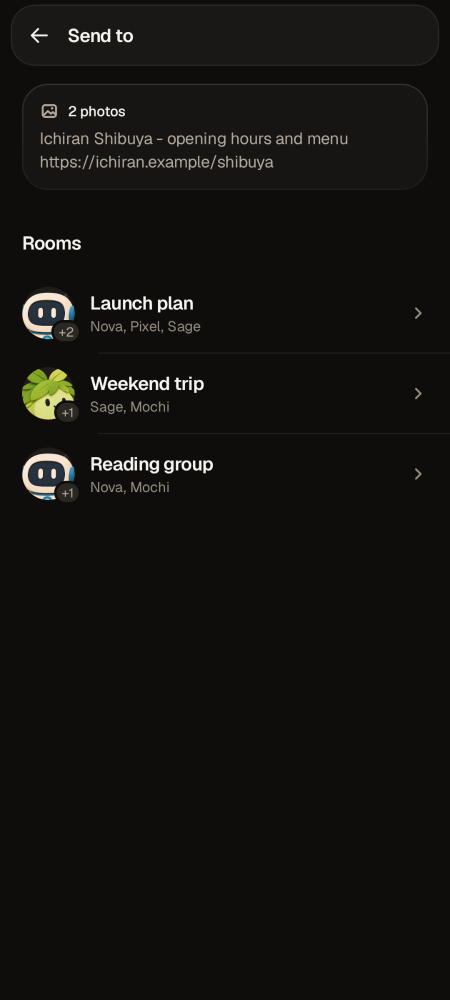 Send to
2 photos
Ichiran Shibuya - opening hours and menu
https://ichiran.example/shibuya
Rooms
Launch plan
+2
Nova, Pixel, Sage
Weekend trip
+1
Sage, Mochi
Reading group
+1
Nova, Mochi